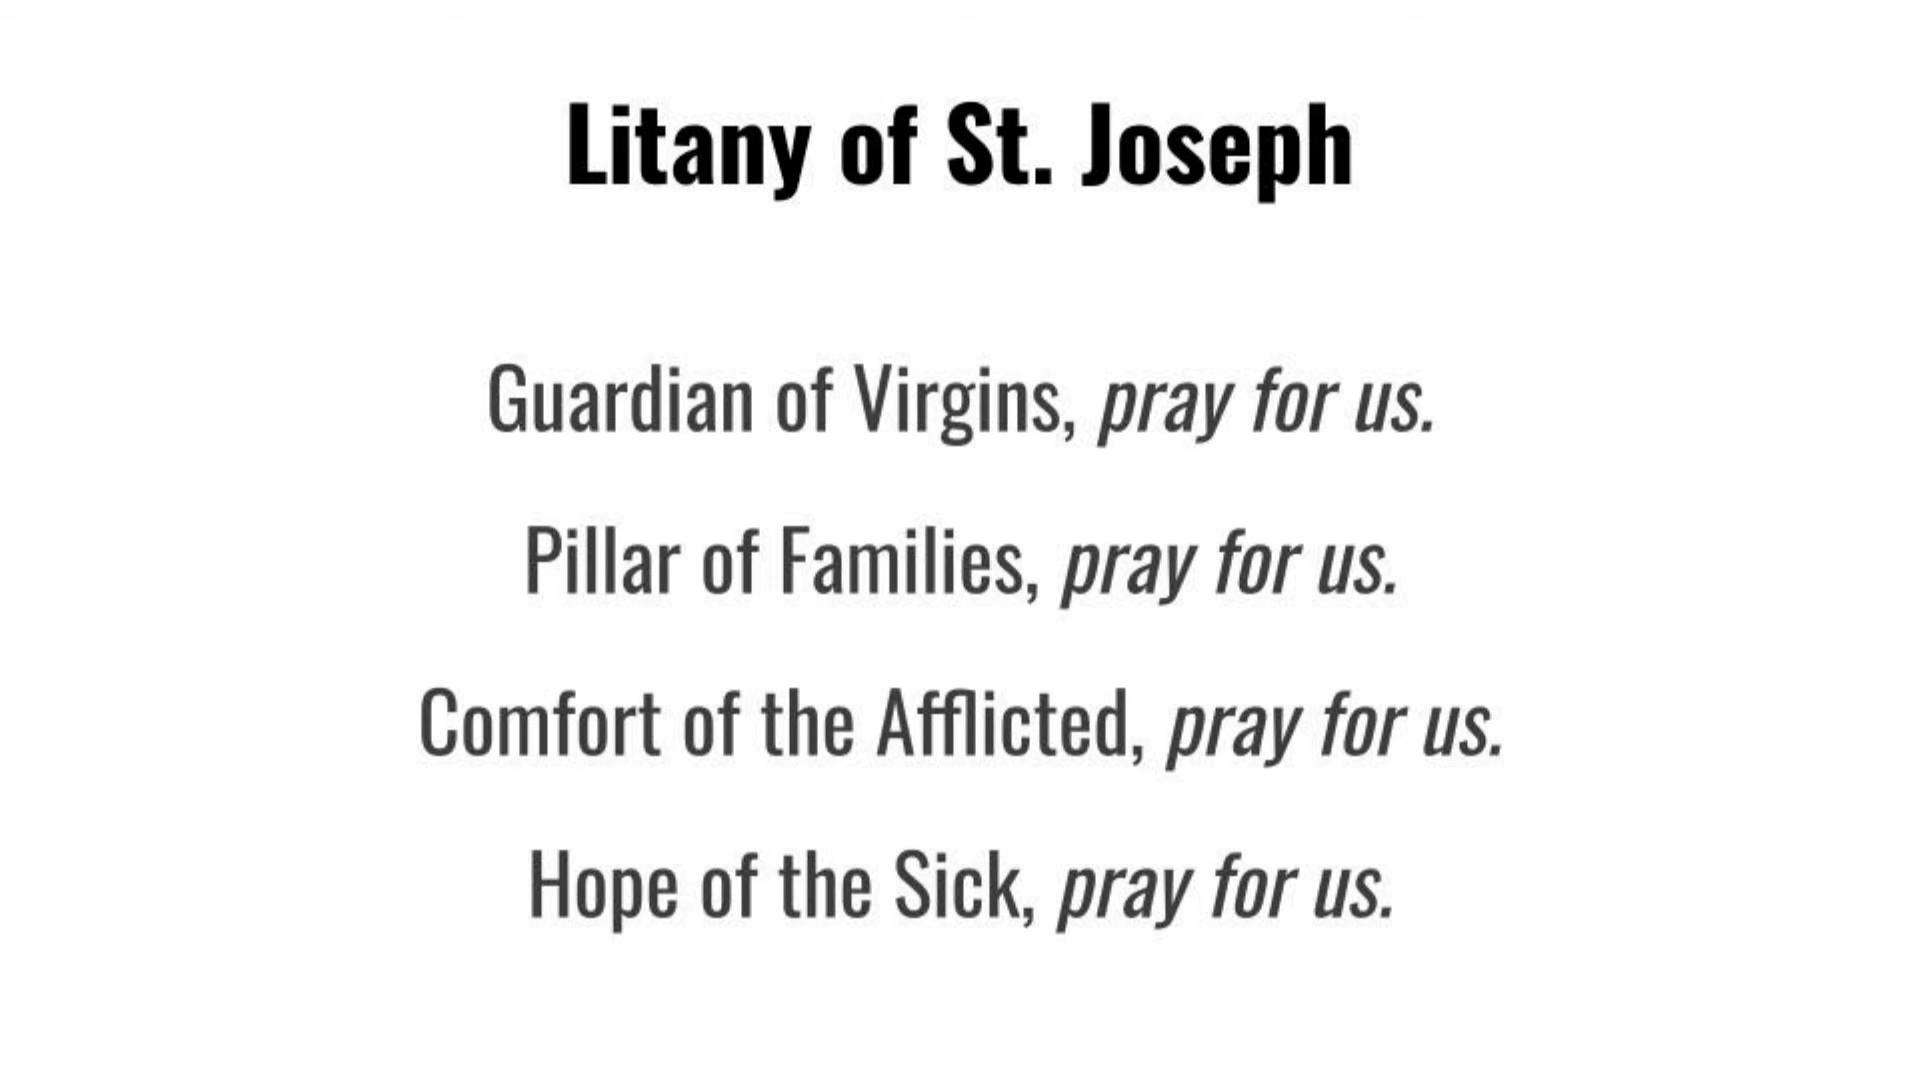 Litany of St. Joseph
Guardian of Virgins, pray for us.
Pillar of Families, pray for us.
Comfort of the Afflicted, pray for us.
Hope of the Sick, pray for us.